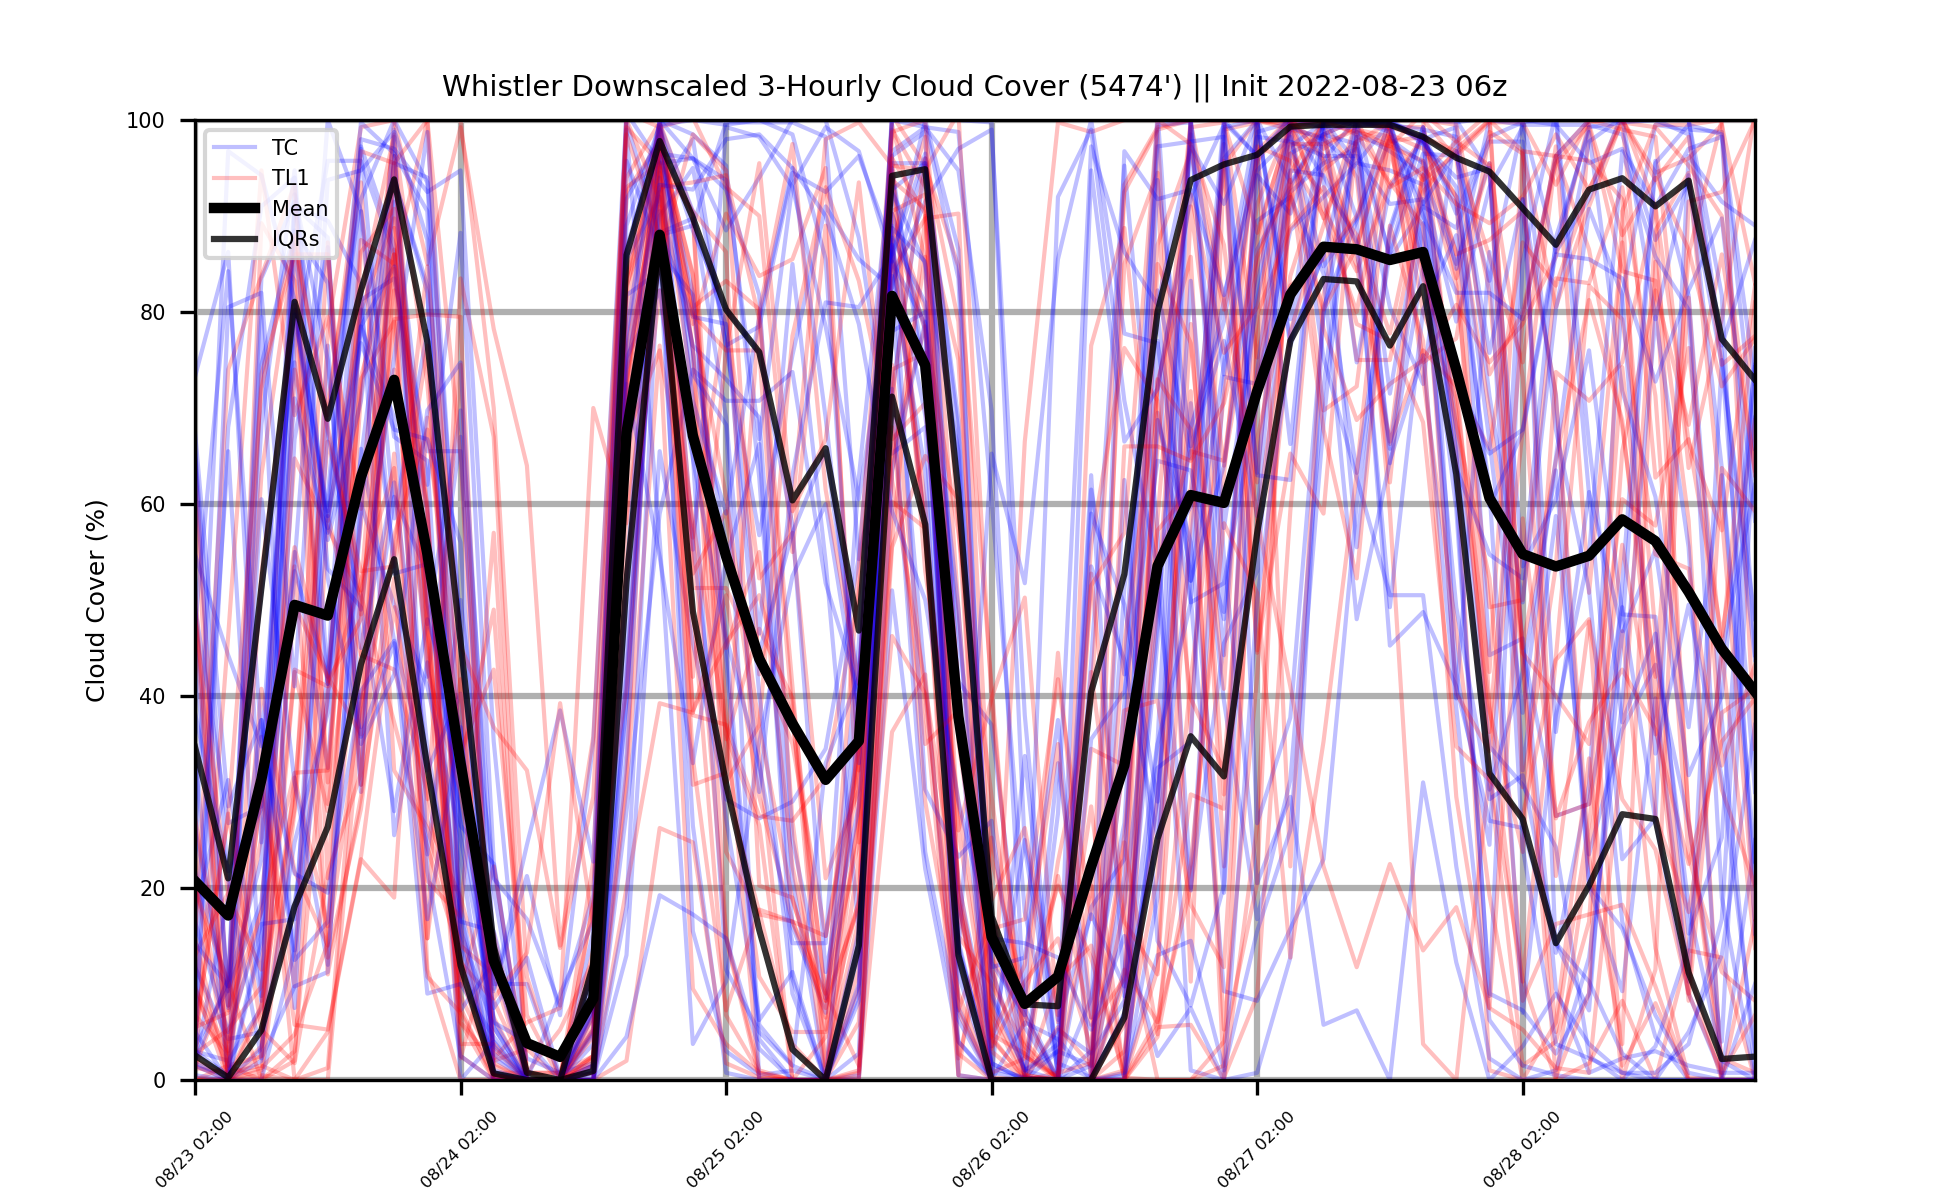 Whistler Downscaled 3-Hourly Cloud Cover (5474') || Init 2022-08-23 06z
TC
TL1
Mean
IQRs
Cloud Cover (%)
100
80
60
40
20
0
08/23 02:00
08/24 02:00
08/25 02:00
08/26 02:00
08/27 02:00
08/28 02:00